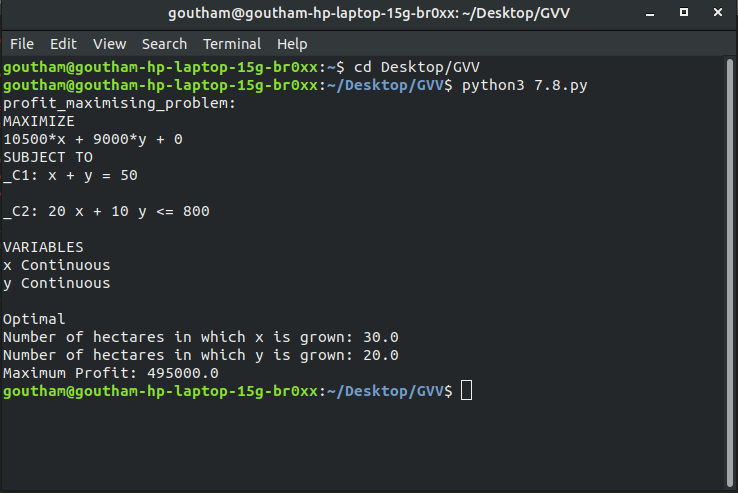 goutham@goutham-hp-laptop-15g-br0xx: ~/Desktop/GVV
File Edit View Search Terminal Help
goutham@goutham-hp-laptop-15g-br0xx:~$ cd Desktop/GVV
goutham@goutham-hp-laptop-15g-br0xx:~/Desktop/GVV$ python3 7.8.py
profit_maximising_problem:
MAXIMIZE
10500*x + 9000*y + 0
SUBJECT TO
_C1: x + y = 50
_C2: 20 x + 10 y <= 800
VARIABLES
x Continuous
y Continuous
Optimal
Number of hectares in which x is grown: 30.0
Number of hectares in which y is grown: 20.0
Maximum Profit: 495000.0
goutham@goutham-hp-laptop-15g-br0xx:~/Desktop/GVV$